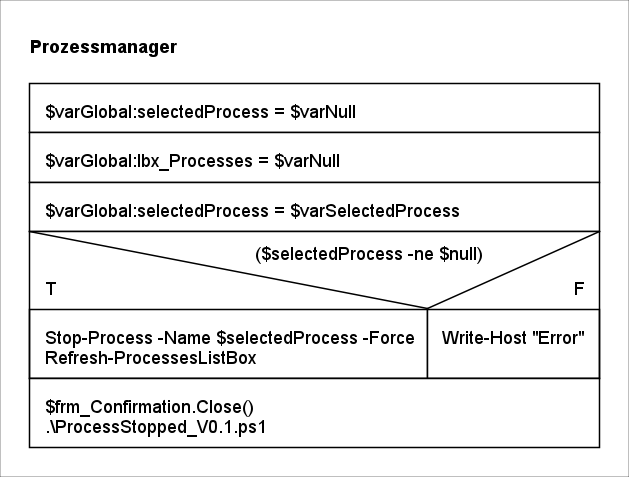 Prozessmanager
$varGlobal:selectedProcess = $varNull
$varGlobal:lbx_Processes = $varNull
$varGlobal:selectedProcess = $varSelectedProcess
($selectedProcess -ne $null)
T
F
Stop-Process -Name $selectedProcess -Force
Refresh-ProcessesListBox
Write-Host "Error"
$frm_Confirmation.Close()
.\ProcessStopped_V0.1.ps1